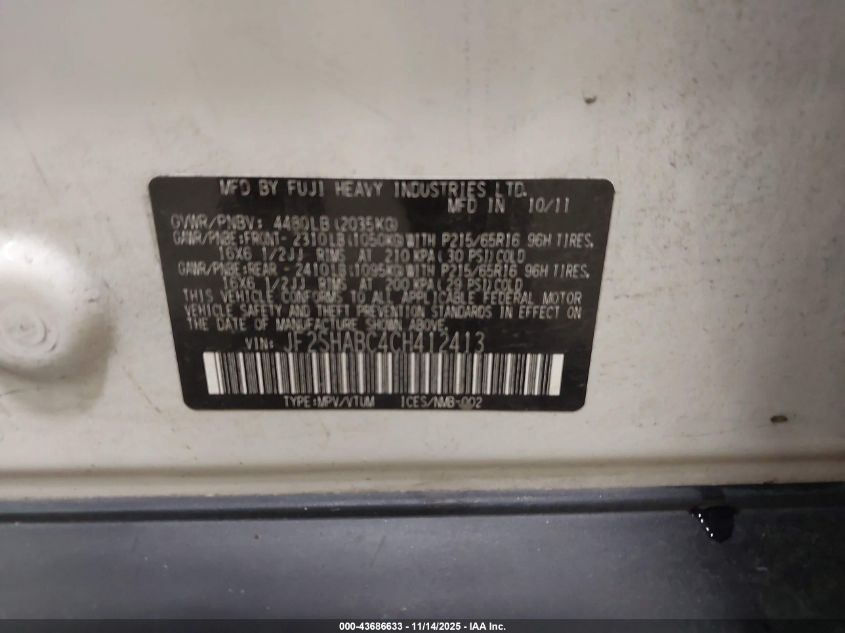 MFD BY FUJI HEAVY INDUSTRIES LTD.
MFD IN 10/11
GVWR/PNBV: 4480LB (2035KG)
GAWR/PNBE:FRONT- 2310LB(1050KG)WITH P215/65R16 96H TIRES,
16X6 1/2JJ RIMS AT 210 KPA( 30 PSI)COLD
GAWR/PNBE:REAR - 2410LB(1095KG)WITH P215/65R16 96H TIRES,
16X6 1/2JJ RIMS AT 200 KPA( 29 PSI)COLD
THIS VEHICLE CONFORMS TO ALL APPLICABLE FEDERAL MOTOR
VEHICLE SAFETY AND THEFT PREVENTION STANDARDS IN EFFECT ON
THE DATE OF MANUFACTURE SHOWN ABOVE.
VIN: JF2SHABC4CH412413
TYPE:MPV/VTUM ICES/NMB-002
000-43686633 - 11/14/2025 - IAA Inc.